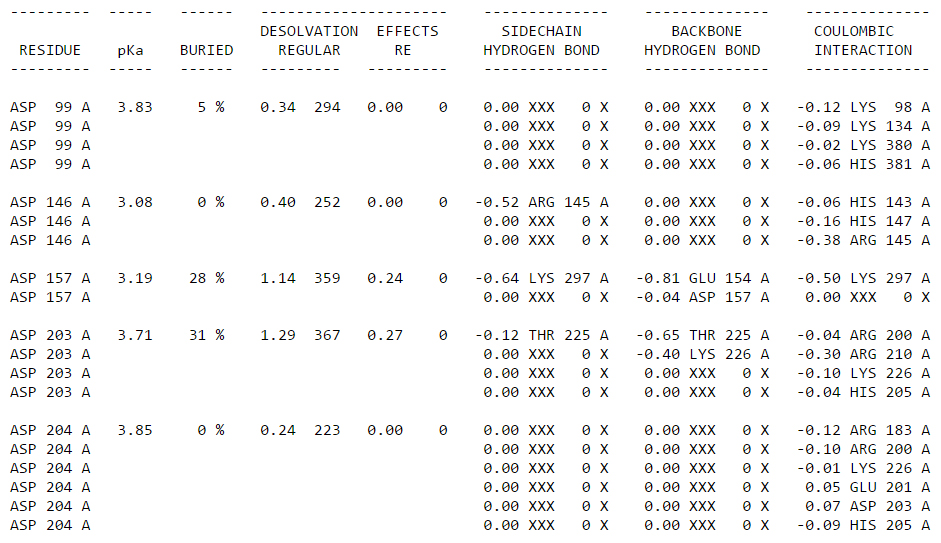 ---------  -----   ------   ---------------------    --------------    --------------    --------------
                            DESOLVATION  EFFECTS       SIDECHAIN          BACKBONE        COULOMBIC
 RESIDUE    pKa    BURIED     REGULAR      RE        HYDROGEN BOND     HYDROGEN BOND      INTERACTION
---------  -----   ------   ---------   ---------    --------------    --------------    --------------
ASP  99 A   3.83     5 %    0.34  294   0.00    0    0.00 XXX   0 X    0.00 XXX   0 X   -0.12 LYS  98 A
ASP  99 A                                            0.00 XXX   0 X    0.00 XXX   0 X   -0.09 LYS 134 A
ASP  99 A                                            0.00 XXX   0 X    0.00 XXX   0 X   -0.02 LYS 380 A
ASP  99 A                                            0.00 XXX   0 X    0.00 XXX   0 X   -0.06 HIS 381 A
ASP 146 A   3.08     0 %    0.40  252   0.00    0   -0.52 ARG 145 A    0.00 XXX   0 X   -0.06 HIS 143 A
ASP 146 A                                            0.00 XXX   0 X    0.00 XXX   0 X   -0.16 HIS 147 A
ASP 146 A                                            0.00 XXX   0 X    0.00 XXX   0 X   -0.38 ARG 145 A
ASP 157 A   3.19    28 %    1.14  359   0.24    0   -0.64 LYS 297 A   -0.81 GLU 154 A   -0.50 LYS 297 A
ASP 157 A                                            0.00 XXX   0 X   -0.04 ASP 157 A    0.00 XXX   0 X
ASP 203 A   3.71    31 %    1.29  367   0.27    0   -0.12 THR 225 A   -0.65 THR 225 A   -0.04 ARG 200 A
ASP 203 A                                            0.00 XXX   0 X   -0.40 LYS 226 A   -0.30 ARG 210 A
ASP 203 A                                            0.00 XXX   0 X    0.00 XXX   0 X   -0.10 LYS 226 A
ASP 203 A                                            0.00 XXX   0 X    0.00 XXX   0 X   -0.04 HIS 205 A
ASP 204 A   3.85     0 %    0.24  223   0.00    0    0.00 XXX   0 X    0.00 XXX   0 X   -0.12 ARG 183 A
ASP 204 A                                            0.00 XXX   0 X    0.00 XXX   0 X   -0.10 ARG 200 A
ASP 204 A                                            0.00 XXX   0 X    0.00 XXX   0 X   -0.01 LYS 226 A
ASP 204 A                                            0.00 XXX   0 X    0.00 XXX   0 X    0.05 GLU 201 A
ASP 204 A                                            0.00 XXX   0 X    0.00 XXX   0 X    0.07 ASP 203 A
ASP 204 A                                            0.00 XXX   0 X    0.00 XXX   0 X   -0.09 HIS 205 A